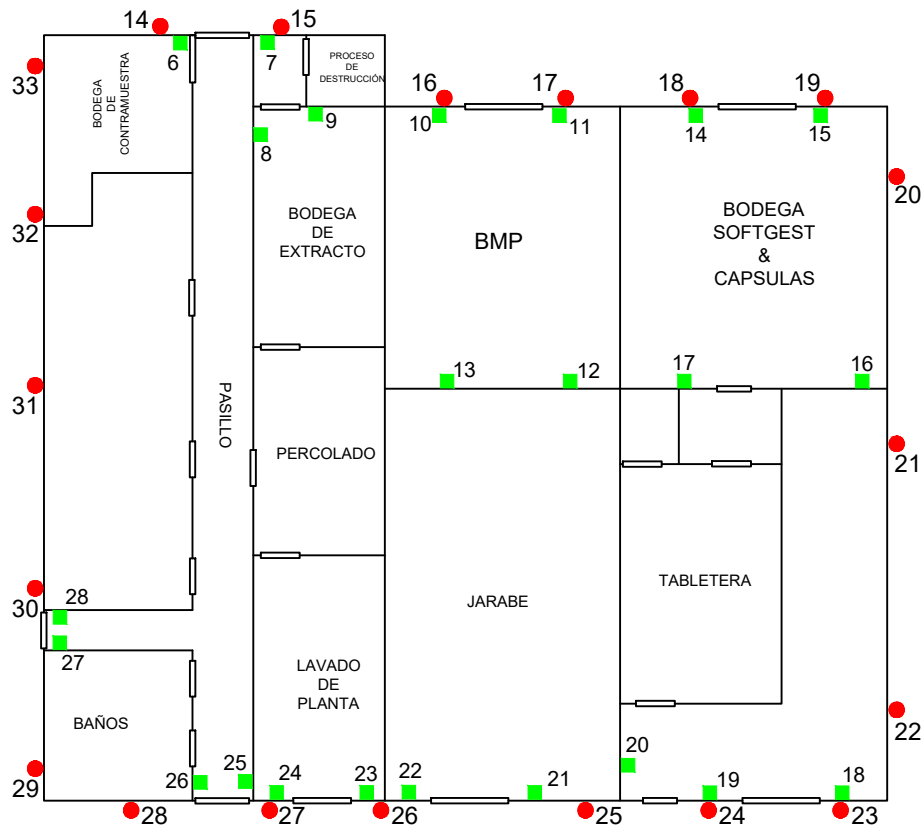 14
15
6
7
PROCESO
DE
DESTRUCCIÓN
33
BODEGA
DE
CONTRAMUESTRA
16
17
18
19
9
10
11
14
15
8
20
32
BODEGA
DE
EXTRACTO
BMP
BODEGA
SOFTGEST
&
CAPSULAS
31
PASILLO
13
12
17
16
PERCOLADO
21
30
28
27
JARABE
TABLETERA
LAVADO
DE
PLANTA
BAÑOS
22
29
26
25
24
23
22
21
20
19
18
28
27
26
25
24
23